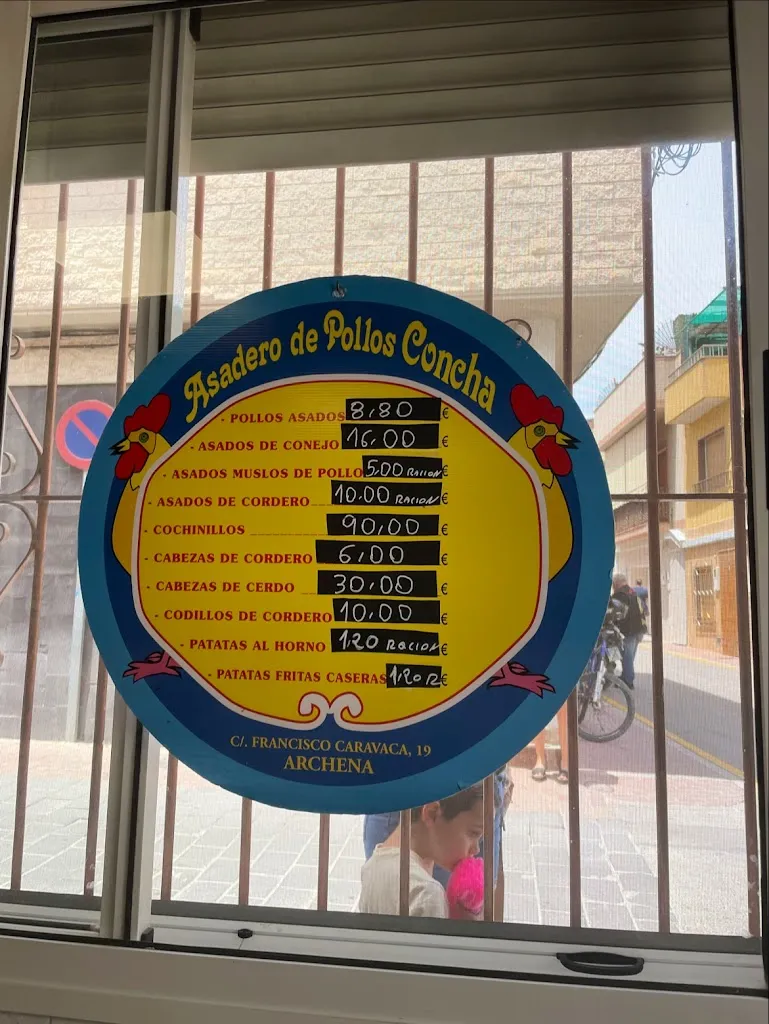 Asadero de Pollos Concha
- POLLOS ASADOS 8,80 €
- ASADOS DE CONEJO 16,00 €
- ASADOS MUSLOS DE POLLO 5,00 RACION €
- ASADOS DE CORDERO 10.00 RACION €
- COCHINILLOS 90,00 €
- CABEZAS DE CORDERO 6,00 €
- CABEZAS DE CERDO 30,00 €
- CODILLOS DE CORDERO 10,00 €
- PATATAS AL HORNO 1,20 RACION €
- PATATAS FRITAS CASERAS 1,20 R €
C/. FRANCISCO CARAVACA, 19
ARCHENA